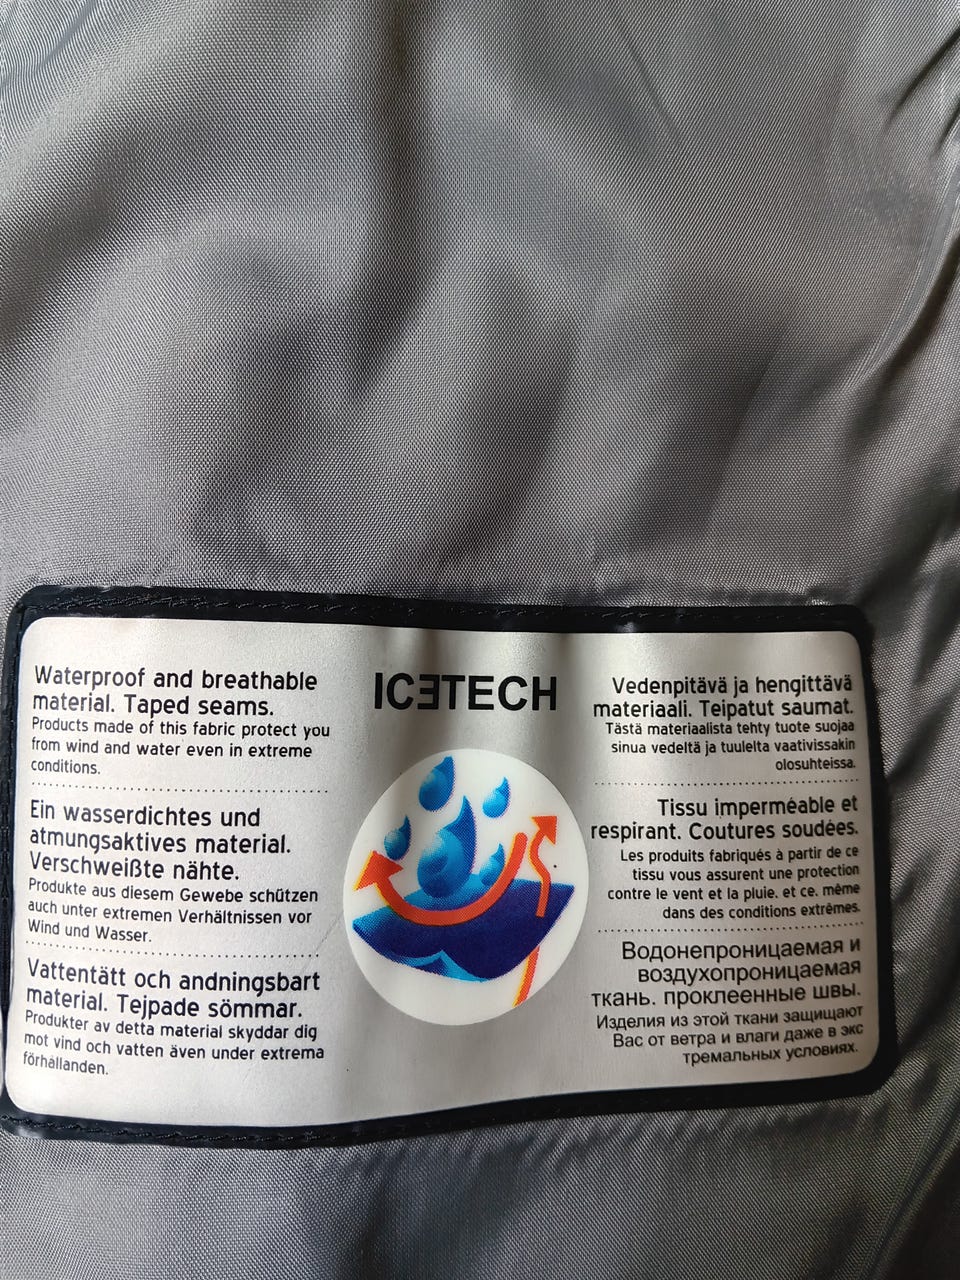 Waterproof and breathable
material. Taped seams.
Products made of this fabric protect you
from wind and water even in extreme
conditions.
Ein wasserdichtes und
atmungsaktives material.
Verschweißte nähte.
Produkte aus diesem Gewebe schützen
auch unter extremen Verhältnissen vor
Wind und Wasser.
Vattentätt och andningsbart
material. Tejpade sömmar.
Produkter av detta material skyddar dig
mot vind och vatten även under extrema
förhållanden.
ICƎTECH
Vedenpitävä ja hengittävä
materiaali. Teipatut saumat.
Tästä materiaalista tehty tuote suojaa
sinua vedeltä ja tuulelta vaativissakin
olosuhteissa.
Tissu imperméable et
respirant. Coutures soudées.
Les produits fabriqués à partir de ce
tissu vous assurent une protection
contre le vent et la pluie. et ce. même
dans des conditions extrêmes.
Водонепроницаемая и
воздухопроницаемая
ткань. проклеенные швы.
Изделия из этой ткани защищают
Вас от ветра и влаги даже в экс
тремальных условиях.